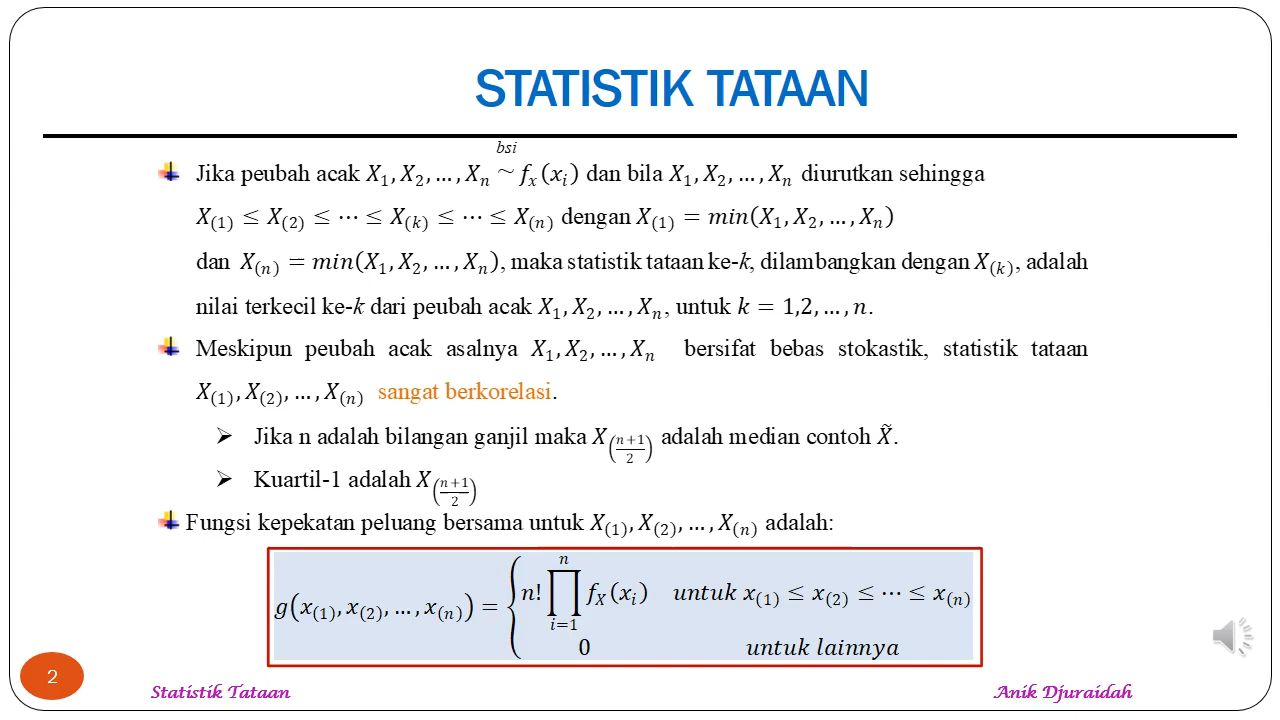 STATISTIK TATAAN
Jika peubah acak X₁, X₂, …, Xₙ ~^{bsi} fₓ(xᵢ) dan bila X₁, X₂, …, Xₙ diurutkan sehingga
X₍₁₎ ≤ X₍₂₎ ≤ ⋯ ≤ X₍ₖ₎ ≤ ⋯ ≤ X₍ₙ₎ dengan X₍₁₎ = min(X₁, X₂, …, Xₙ)
dan X₍ₙ₎ = min(X₁, X₂, …, Xₙ), maka statistik tataan ke-k, dilambangkan dengan X₍ₖ₎, adalah
nilai terkecil ke-k dari peubah acak X₁, X₂, …, Xₙ, untuk k = 1,2, …, n.
Meskipun peubah acak asalnya X₁, X₂, …, Xₙ bersifat bebas stokastik, statistik tataan
X₍₁₎, X₍₂₎, …, X₍ₙ₎ sangat berkorelasi.
➢ Jika n adalah bilangan ganjil maka X_{((n+1)/2)} adalah median contoh X̃.
➢ Kuartil-1 adalah X_{((n+1)/2)}
Fungsi kepekatan peluang bersama untuk X₍₁₎, X₍₂₎, …, X₍ₙ₎ adalah:
g(x₍₁₎, x₍₂₎, …, x₍ₙ₎) = { n! ∏_{i=1}^{n} f_X(xᵢ) untuk x₍₁₎ ≤ x₍₂₎ ≤ ⋯ ≤ x₍ₙ₎
0 untuk lainnya
2
Statistik Tataan
Anik Djuraidah